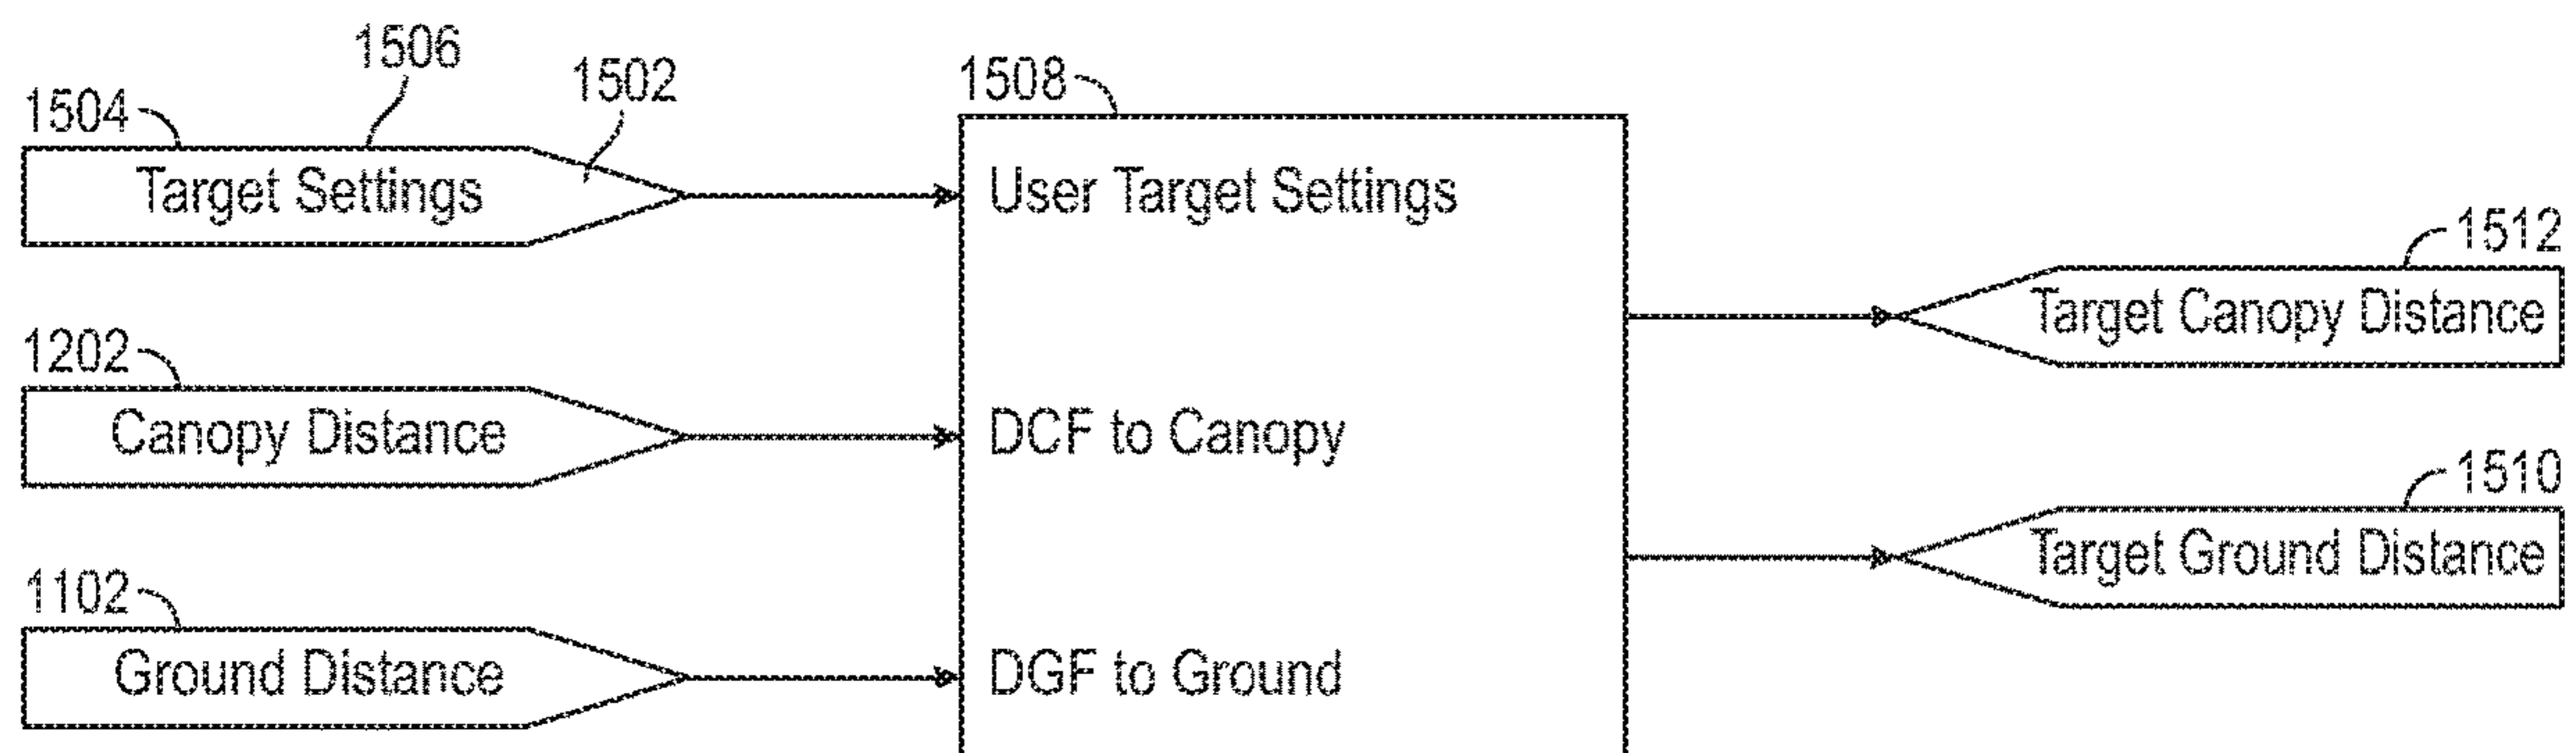 1506
1502
1508
1504
Target Settings
User Target Settings
1512
Target Canopy Distance
1202
Canopy Distance
DCF to Canopy
1510
Target Ground Distance
1102
Ground Distance
DGF to Ground